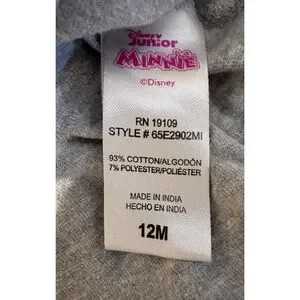 Disney
Junior
MINNIE
©Disney
RN 19109
STYLE # 65E2902MI
93% COTTON/ALGODÓN
7% POLYESTER/POLIÉSTER
MADE IN INDIA
HECHO EN INDIA
12M